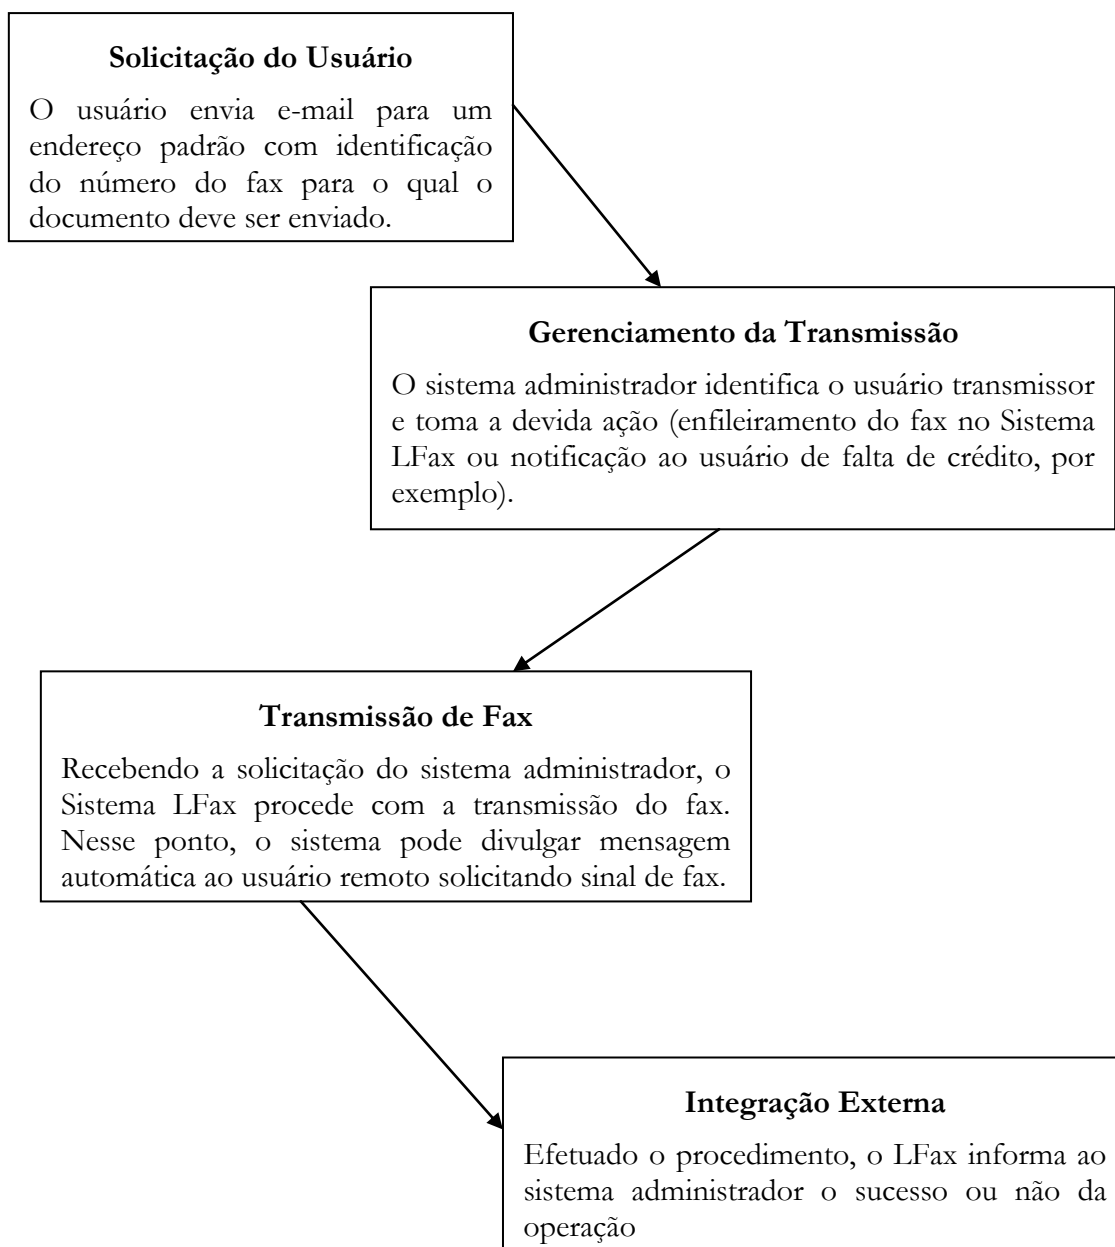 Solicitação do Usuário
O usuário envia e-mail para um
endereço padrão com identificação
do número do fax para o qual o
documento deve ser enviado.
Gerenciamento da Transmissão
O sistema administrador identifica o usuário transmissor
e toma a devida ação (enfileiramento do fax no Sistema
LFax ou notificação ao usuário de falta de crédito, por
exemplo).
Transmissão de Fax
Recebendo a solicitação do sistema administrador, o
Sistema LFax procede com a transmissão do fax.
Nesse ponto, o sistema pode divulgar mensagem
automática ao usuário remoto solicitando sinal de fax.
Integração Externa
Efetuado o procedimento, o LFax informa ao
sistema administrador o sucesso ou não da
operação